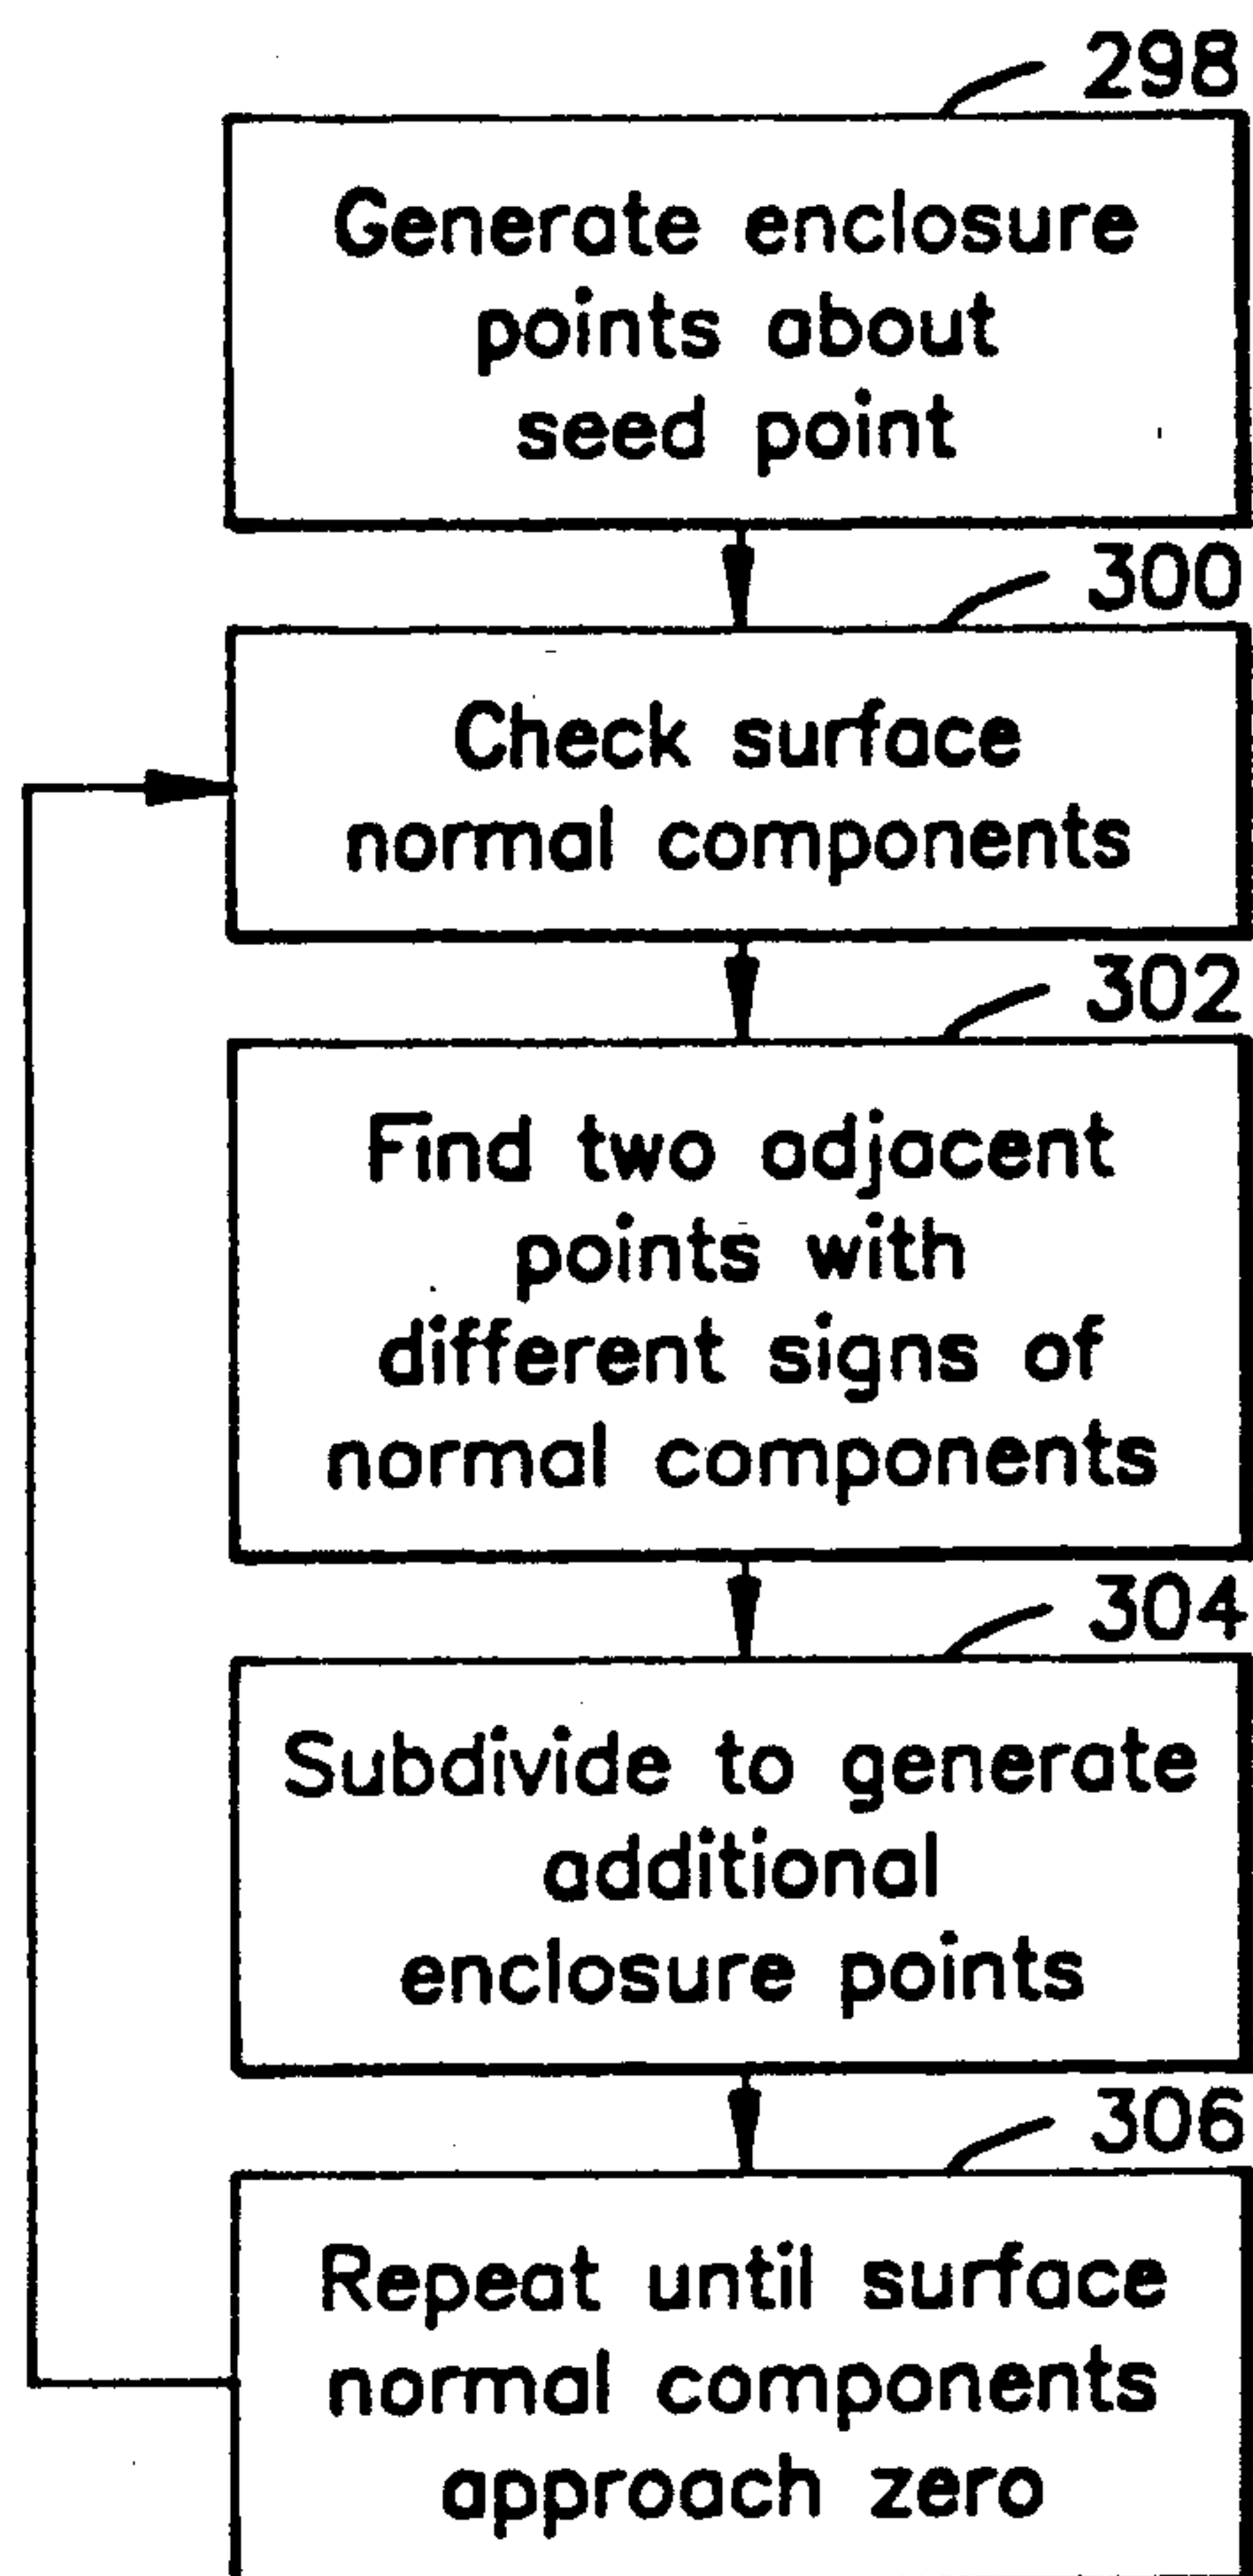 298
Generate enclosure
points about
seed point
300
Check surface
normal components
302
Find two adjacent
points with
different signs of
normal components
304
Subdivide to generate
additional
enclosure points
306
Repeat until surface
normal components
approach zero